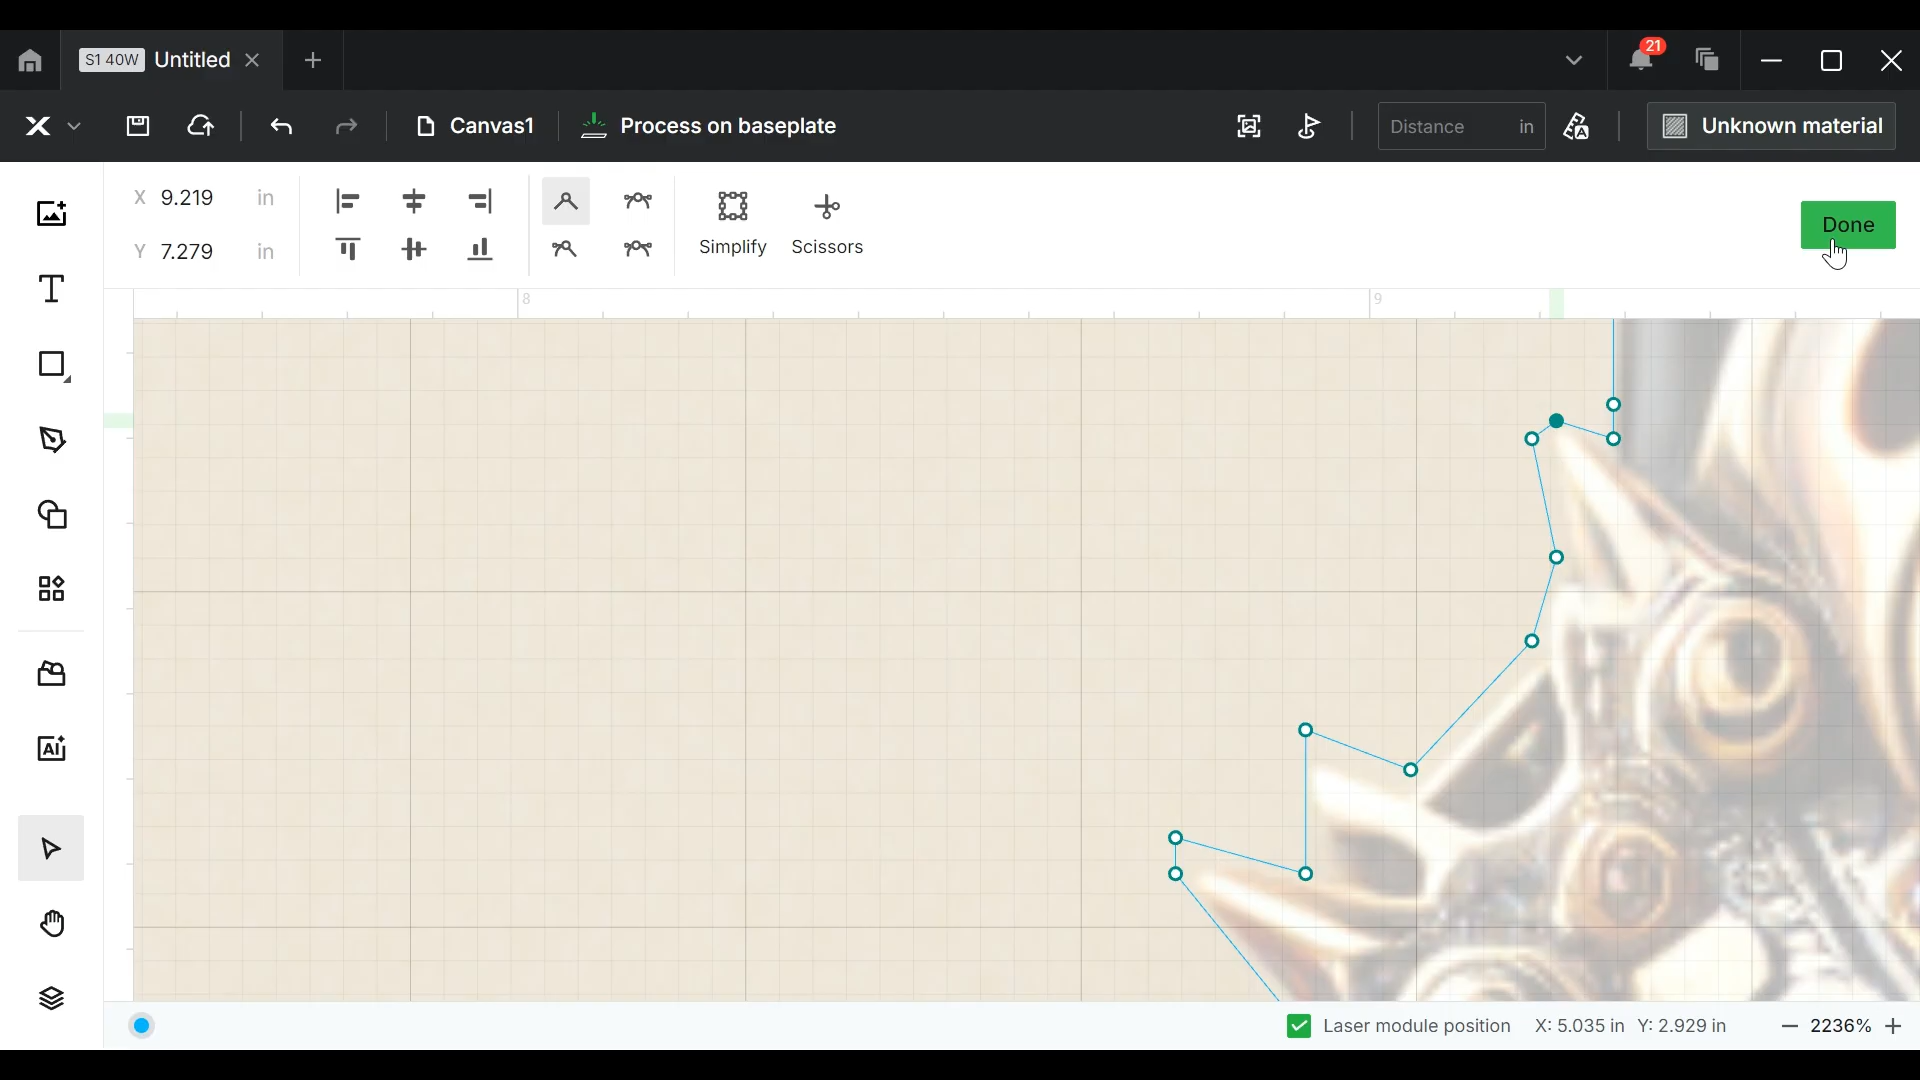 S1 40W Untitled
21
Canvas1
Process on baseplate
Distance in
A
Unknown material
X 9.219 in
Y 7.279 in
Simplify
Scissors
Done
8
9
AI
Laser module position X: 5.035 in Y: 2.929 in
2236%